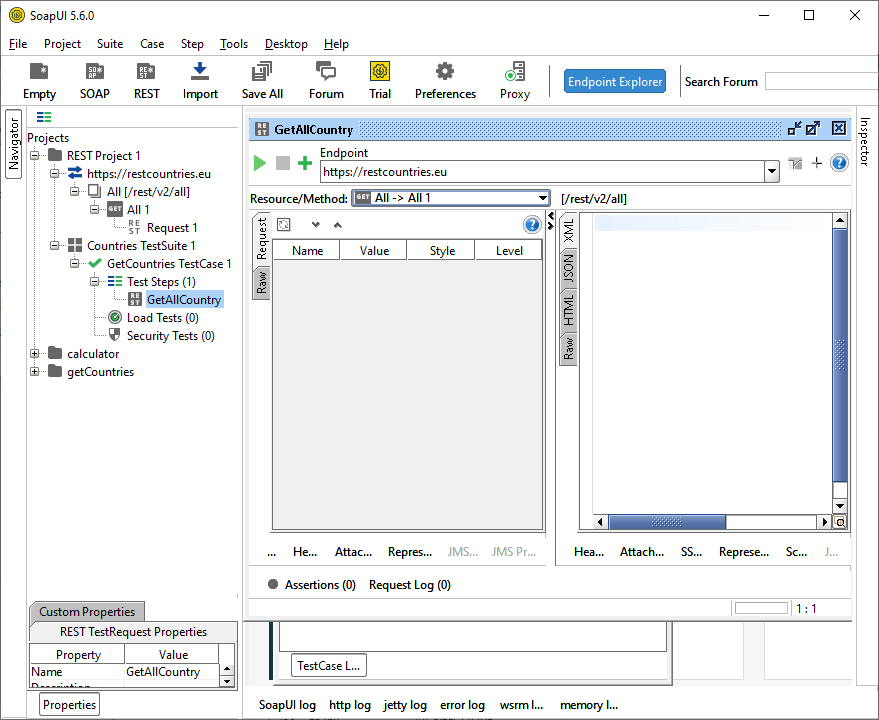 SoapUI 5.6.0
File Project Suite Case Step Tools Desktop Help
Empty SOAP REST Import Save All Forum Trial Preferences Proxy Endpoint Explorer Search Forum
Navigator
Projects
REST Project 1
https://restcountries.eu
All [/rest/v2/all]
GET All 1
REST Request 1
Countries TestSuite 1
GetCountries TestCase 1
Test Steps (1)
REST GetAllCountry
Load Tests (0)
Security Tests (0)
calculator
getCountries
Custom Properties
REST TestRequest Properties
Property Value
Name GetAllCountry
Properties
REST GetAllCountry
Endpoint
https://restcountries.eu
Resource/Method: GET All -> All 1 [/rest/v2/all]
Request
Raw
Name Value Style Level
XML
JSON
HTML
Raw
... He... Attac... Repres... JMS... JMS Pr...
Hea... Attach... SS... Represe... Sc... J...
Assertions (0) Request Log (0)
1 : 1
TestCase L...
SoapUI log http log jetty log error log wsrm l... memory l...
Inspector